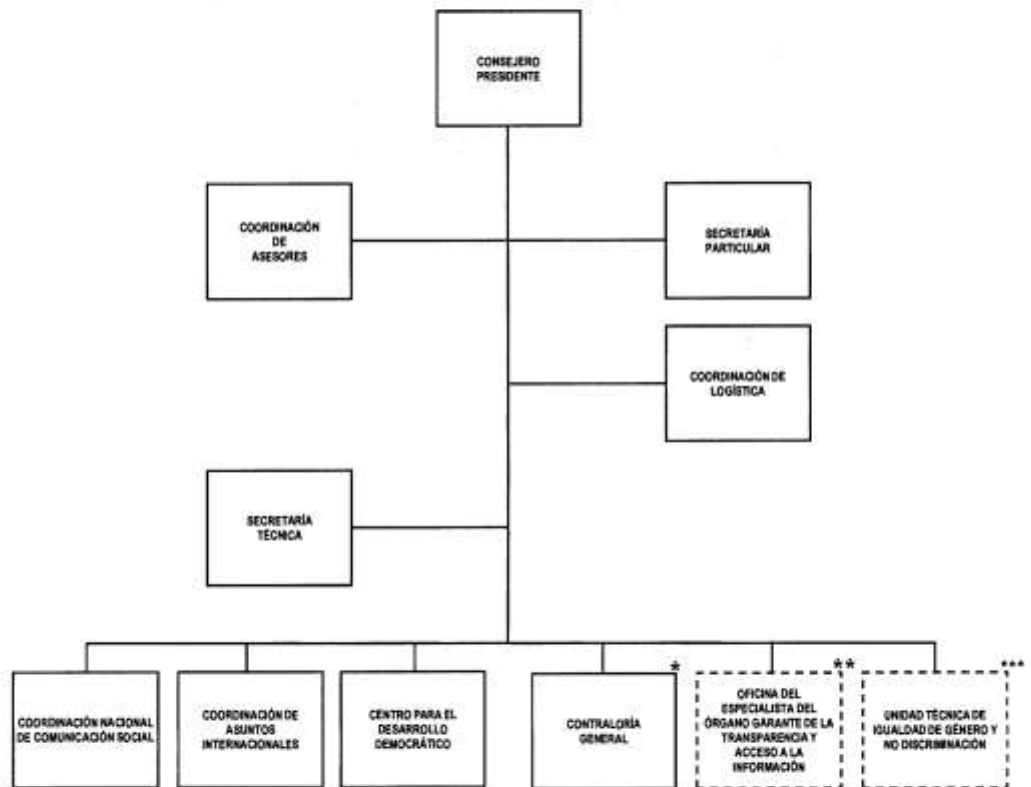 CONSEJERO
PRESIDENTE
COORDINACIÓN
DE
ASESORES
SECRETARÍA
PARTICULAR
COORDINACIÓN DE
LOGÍSTICA
SECRETARÍA
TÉCNICA
COORDINACIÓN NACIONAL
DE COMUNICACIÓN SOCIAL
COORDINACIÓN DE
ASUNTOS
INTERNACIONALES
CENTRO PARA EL
DESARROLLO
DEMOCRÁTICO
*
CONTRALORÍA
GENERAL
**
OFICINA DEL
ESPECIALISTA DEL
ÓRGANO GARANTE DE LA
TRANSPARENCIA Y
ACCESO A LA
INFORMACIÓN
***
UNIDAD TÉCNICA DE
IGUALDAD DE GÉNERO Y
NO DISCRIMINACIÓN